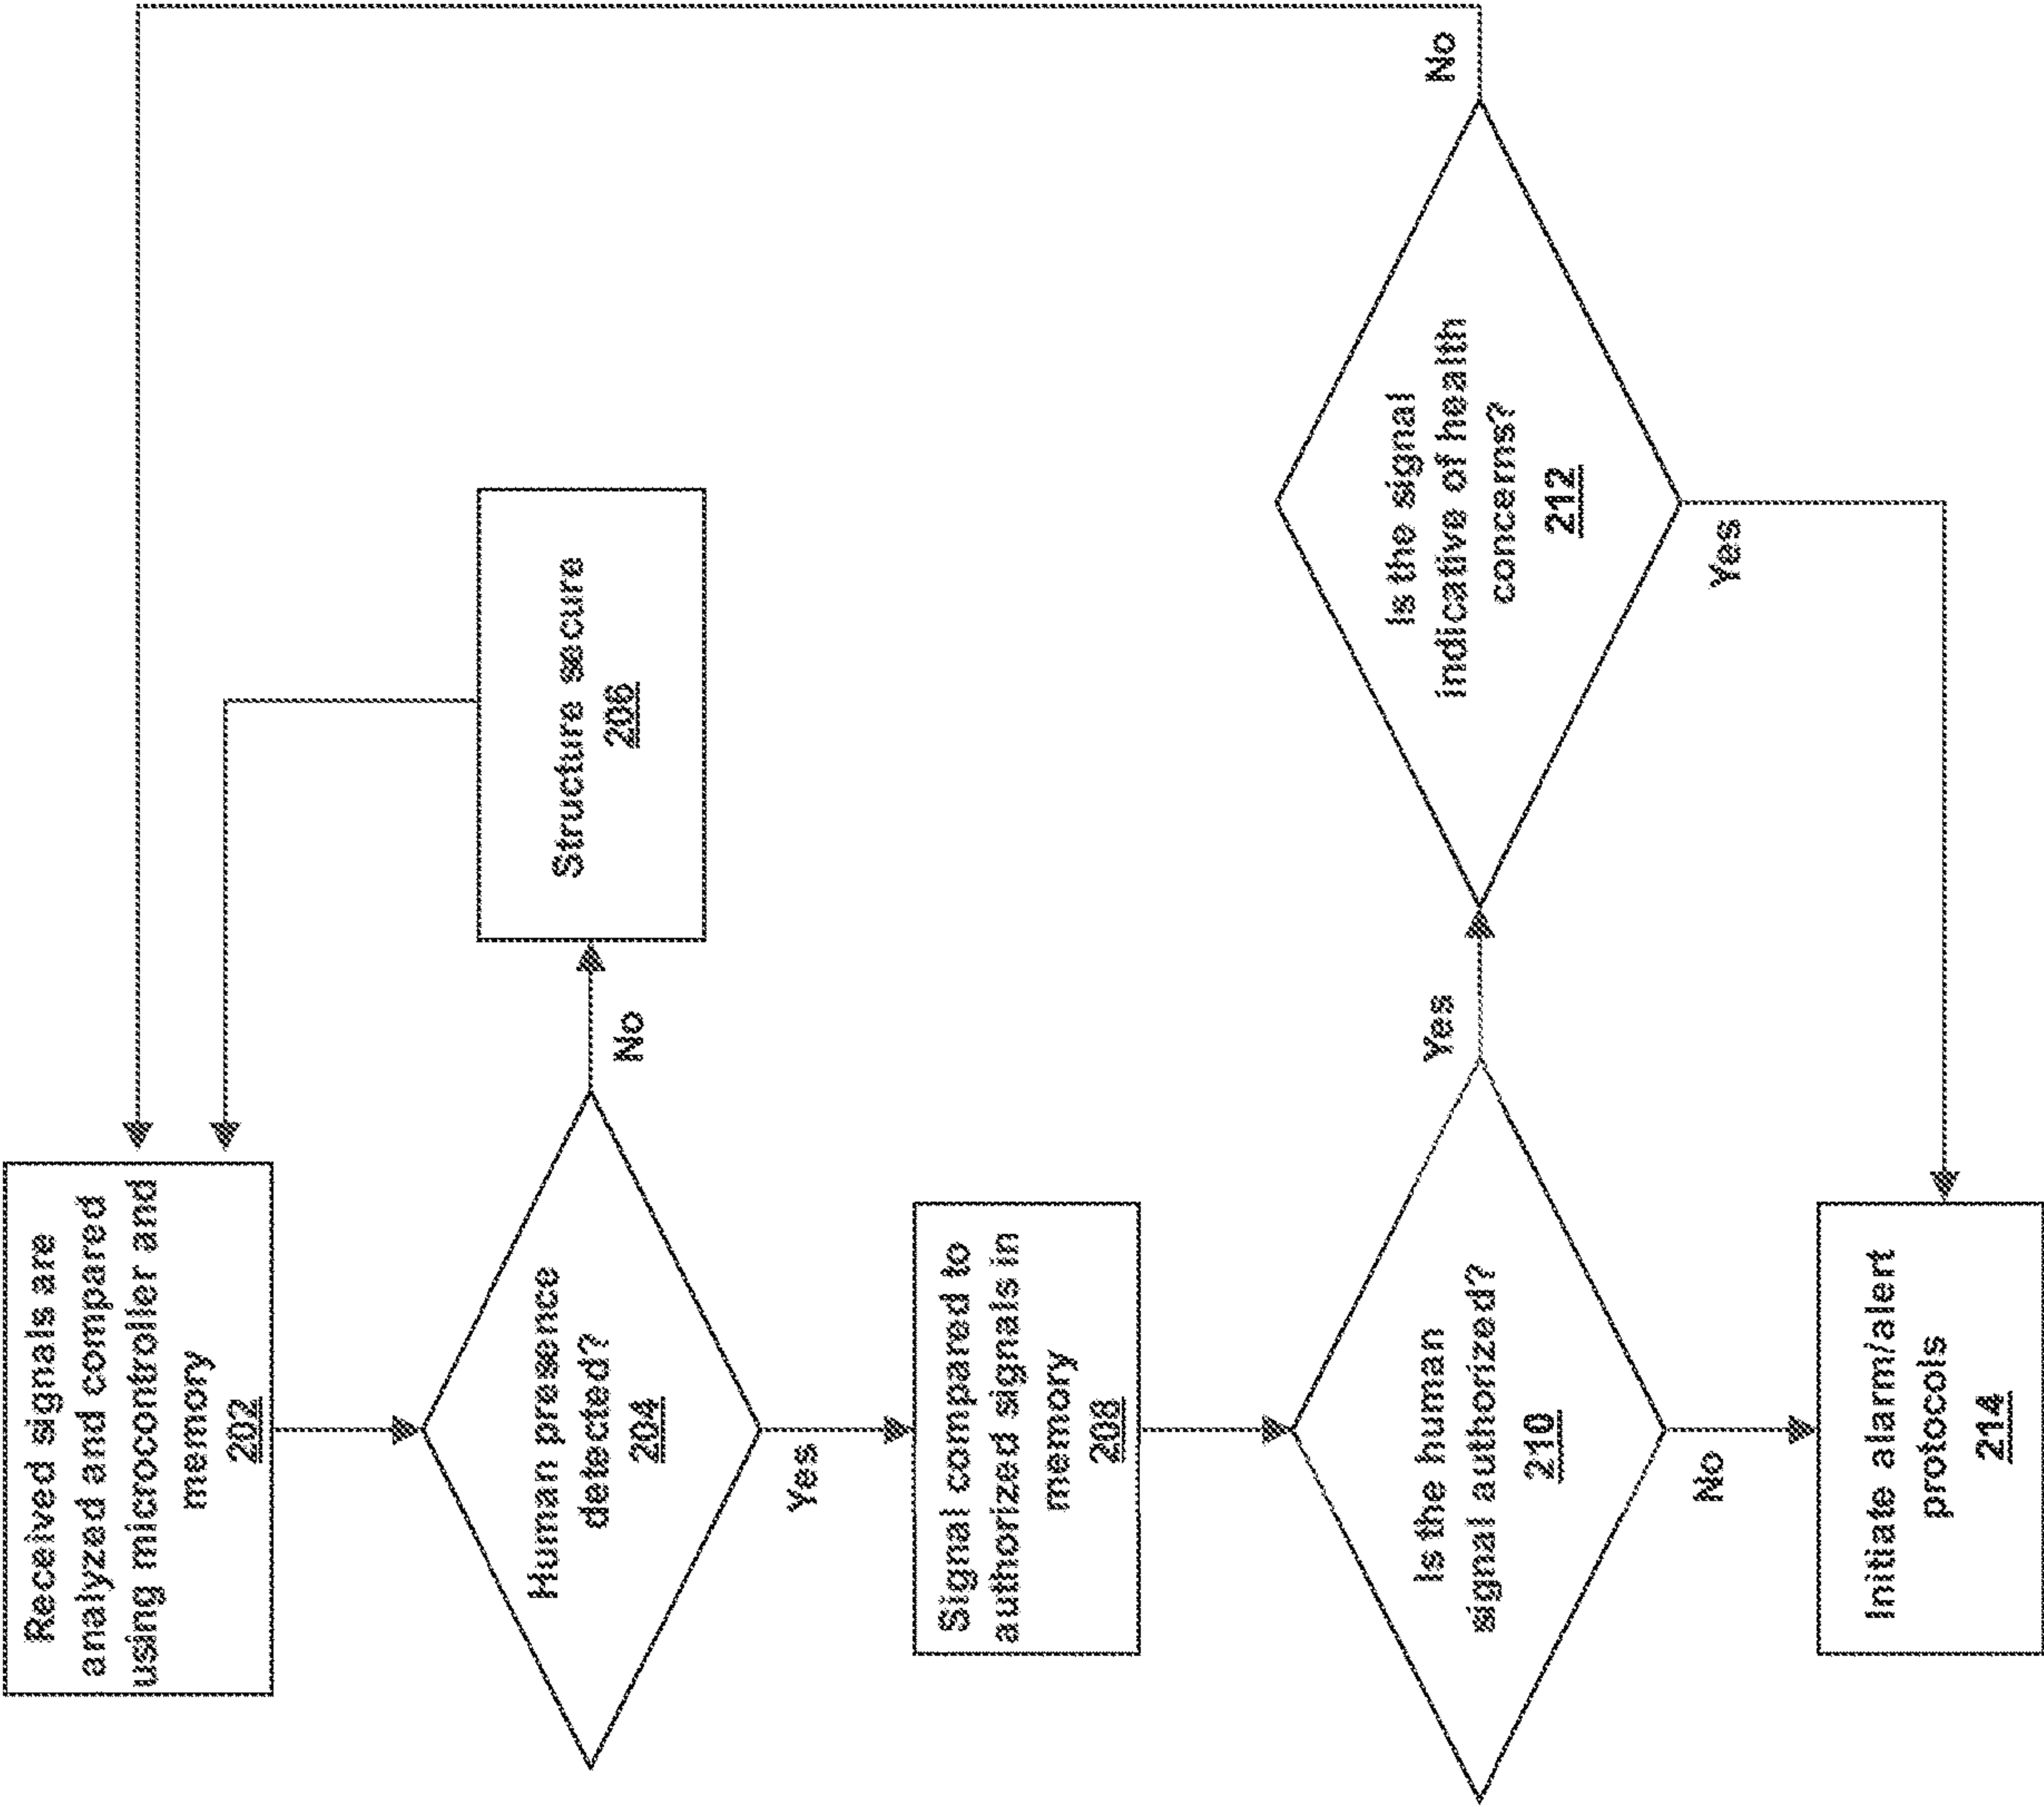 Received signals are
analyzed and compared
using microcontroller and
memory
202
Human presence
detected?
204
No
Structure secure
206
Yes
Signal compared to
authorized signals in
memory
208
Is the human
signal authorized?
210
Yes
Is the signal
indicative of health
concerns?
212
No
Yes
No
Initiate alarm/alert
protocols
214